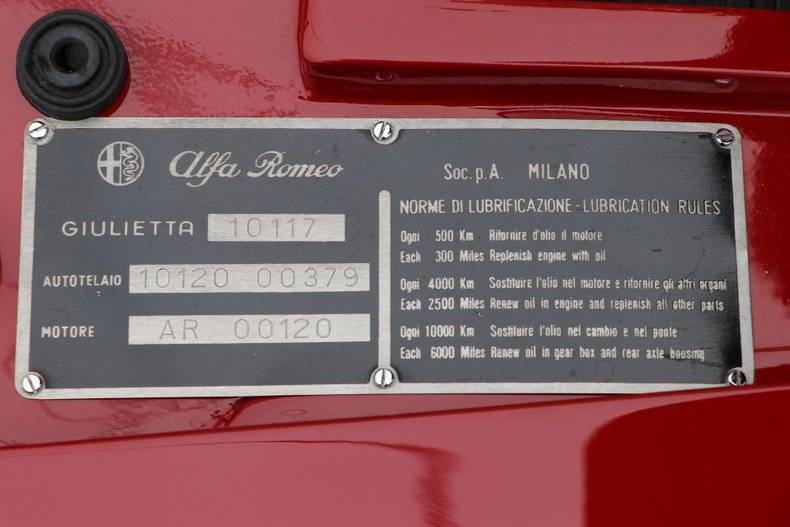 Alfa Romeo
GIULIETTA 10117
AUTOTELAIO 10120 00379
MOTORE AR 00120
Soc. p. A. MILANO
NORME DI LUBRIFICAZIONE - LUBRICATION RULES
Ogni 500 Km Rifornire d'olio il motore
Each 300 Miles Replenish engine with oil
Ogni 4000 Km Sostituire l'olio nel motore e rifornire gli altri organi
Each 2500 Miles Renew oil in engine and replenish all other parts
Ogni 10000 Km Sostituire l'olio nel cambio e nel ponte
Each 6000 Miles Renew oil in gear box and rear axle housing